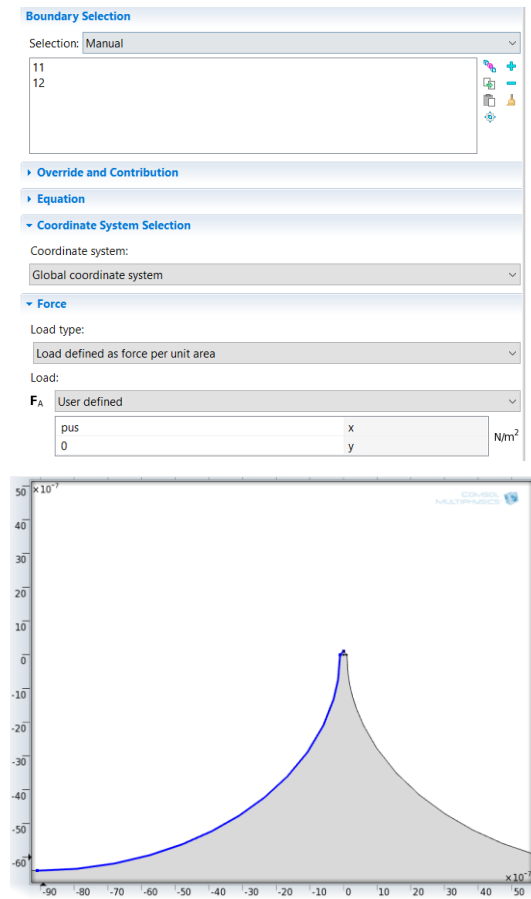 Boundary Selection
Selection: Manual
11
12
Override and Contribution
Equation
Coordinate System Selection
Coordinate system:
Global coordinate system
Force
Load type:
Load defined as force per unit area
Load:
FA User defined
pus x
0 y
N/m²
×10⁻⁷
COMSOL
MULTIPHYSICS
50
40
30
20
10
0
-10
-20
-30
-40
-50
-60
×10⁻⁷
-90 -80 -70 -60 -50 -40 -30 -20 -10 0 10 20 30 40 50